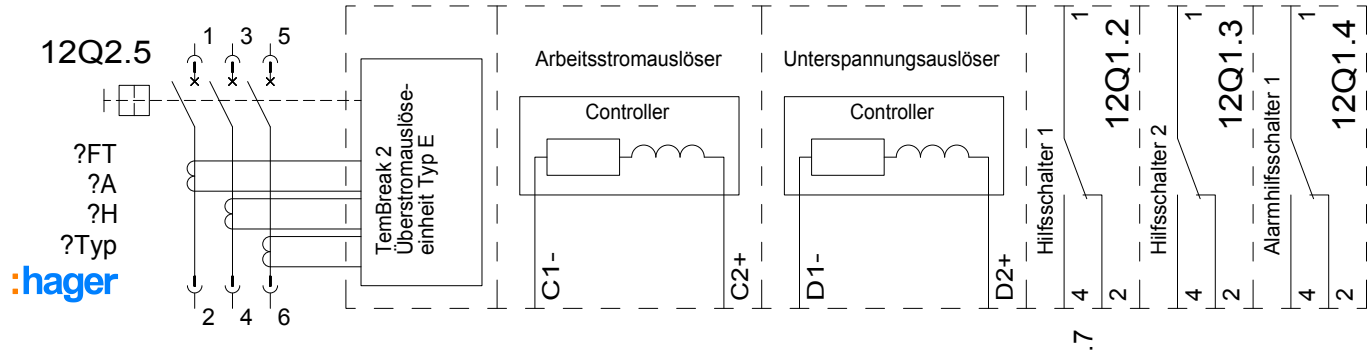 12Q2.5
1 3 5
?FT
?A
?H
?Typ
:hager
2 4 6
TemBreak 2
Überstromauslöse-
einheit Typ E
Arbeitsstromauslöser
Controller
C1-
C2+
Unterspannungsauslöser
Controller
D1-
D2+
1
12Q1.2
Hilfsschalter 1
4 2
.7
1
12Q1.3
Hilfsschalter 2
4 2
1
12Q1.4
Alarmhilfsschalter 1
4 2